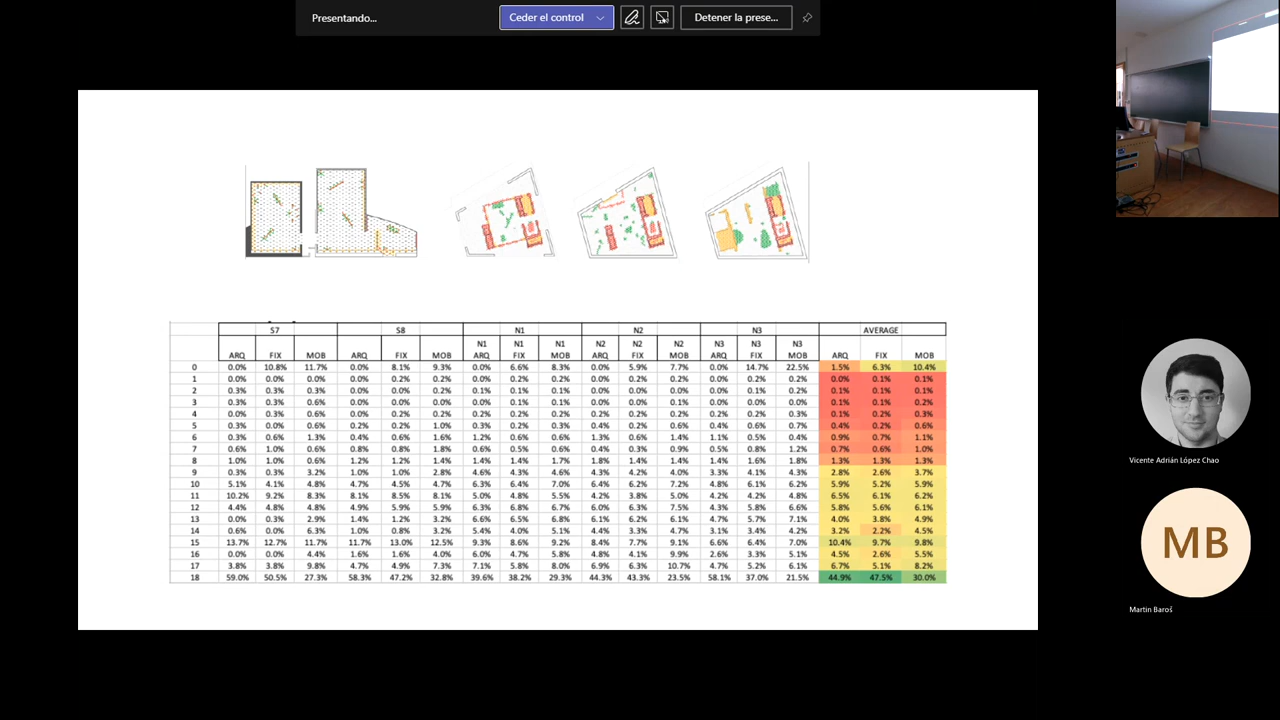 Presentando...
Ceder el control
Detener la prese...
S7 S8 N1 N2 N3 AVERAGE
N1 N1 N1 N2 N2 N2 N3 N3 N3
ARQ FIX MOB ARQ FIX MOB ARQ FIX MOB ARQ FIX MOB ARQ FIX MOB ARQ FIX MOB
0 0.0% 10.8% 11.7% 0.0% 8.1% 9.3% 0.0% 6.6% 8.3% 0.0% 5.9% 7.7% 0.0% 14.7% 22.5% 1.5% 6.3% 10.4%
1 0.0% 0.0% 0.0% 0.0% 0.2% 0.2% 0.0% 0.2% 0.2% 0.0% 0.2% 0.2% 0.0% 0.2% 0.2% 0.0% 0.1% 0.1%
2 0.3% 0.3% 0.3% 0.0% 0.0% 0.2% 0.1% 0.1% 0.1% 0.0% 0.0% 0.2% 0.0% 0.1% 0.2% 0.1% 0.1% 0.1%
3 0.3% 0.3% 0.6% 0.0% 0.0% 0.0% 0.0% 0.1% 0.1% 0.0% 0.0% 0.1% 0.0% 0.0% 0.0% 0.1% 0.1% 0.2%
4 0.0% 0.3% 0.6% 0.0% 0.2% 0.2% 0.2% 0.2% 0.2% 0.0% 0.2% 0.2% 0.0% 0.2% 0.3% 0.1% 0.2% 0.3%
5 0.3% 0.0% 0.6% 0.2% 0.2% 1.0% 0.3% 0.2% 0.3% 0.4% 0.2% 0.6% 0.4% 0.6% 0.7% 0.4% 0.2% 0.6%
6 0.3% 0.6% 1.3% 0.4% 0.6% 1.6% 1.2% 0.6% 0.6% 1.3% 0.6% 1.4% 1.1% 0.5% 0.4% 0.9% 0.7% 1.1%
7 0.6% 1.0% 0.6% 0.8% 0.8% 1.8% 0.6% 0.5% 0.6% 0.4% 0.3% 0.9% 0.5% 0.8% 1.2% 0.7% 0.6% 1.0%
8 1.0% 1.0% 0.6% 1.2% 1.2% 1.4% 1.4% 1.4% 1.7% 1.8% 1.4% 1.4% 1.4% 1.6% 1.8% 1.3% 1.3% 1.3%
9 0.3% 0.3% 3.2% 1.0% 1.0% 2.8% 4.6% 4.3% 4.6% 4.3% 4.2% 4.0% 3.3% 4.1% 4.3% 2.8% 2.6% 3.7%
10 5.1% 4.1% 4.8% 4.7% 4.5% 4.7% 6.3% 6.4% 7.0% 6.4% 6.2% 7.2% 4.8% 6.1% 6.2% 5.9% 5.2% 5.9%
11 10.2% 9.2% 8.3% 8.1% 8.5% 8.1% 5.0% 4.8% 5.5% 4.2% 3.8% 5.0% 4.2% 4.2% 4.8% 6.5% 6.1% 6.2%
12 4.4% 4.8% 4.8% 4.9% 5.9% 5.9% 6.3% 6.8% 6.7% 6.0% 6.3% 7.5% 4.3% 5.8% 6.6% 5.8% 5.6% 6.1%
13 0.0% 0.3% 2.9% 1.4% 1.2% 3.2% 6.6% 6.5% 6.8% 6.1% 6.2% 6.1% 4.7% 5.7% 7.1% 4.0% 3.8% 4.9%
14 0.6% 0.0% 6.3% 1.0% 0.8% 3.2% 5.4% 4.0% 5.1% 4.4% 3.3% 4.7% 3.1% 3.4% 4.2% 3.2% 2.2% 4.5%
15 13.7% 12.7% 11.7% 11.7% 13.0% 12.5% 9.3% 8.6% 9.2% 8.4% 7.7% 9.1% 6.6% 6.4% 7.0% 10.4% 9.7% 9.8%
16 0.0% 0.0% 4.4% 1.6% 1.6% 4.0% 6.0% 4.7% 5.8% 4.8% 4.1% 9.9% 2.6% 3.3% 5.1% 4.5% 2.6% 5.5%
17 3.8% 3.8% 9.8% 4.7% 4.9% 7.3% 7.1% 5.8% 8.0% 6.9% 6.3% 10.7% 4.7% 5.2% 6.1% 6.7% 5.1% 8.2%
18 59.0% 50.5% 27.3% 58.3% 47.2% 32.8% 39.6% 38.2% 29.3% 44.3% 43.3% 23.5% 58.1% 37.0% 21.5% 44.9% 47.5% 30.0%
Vicente Adrián López Chao
MB
Martin Baroš